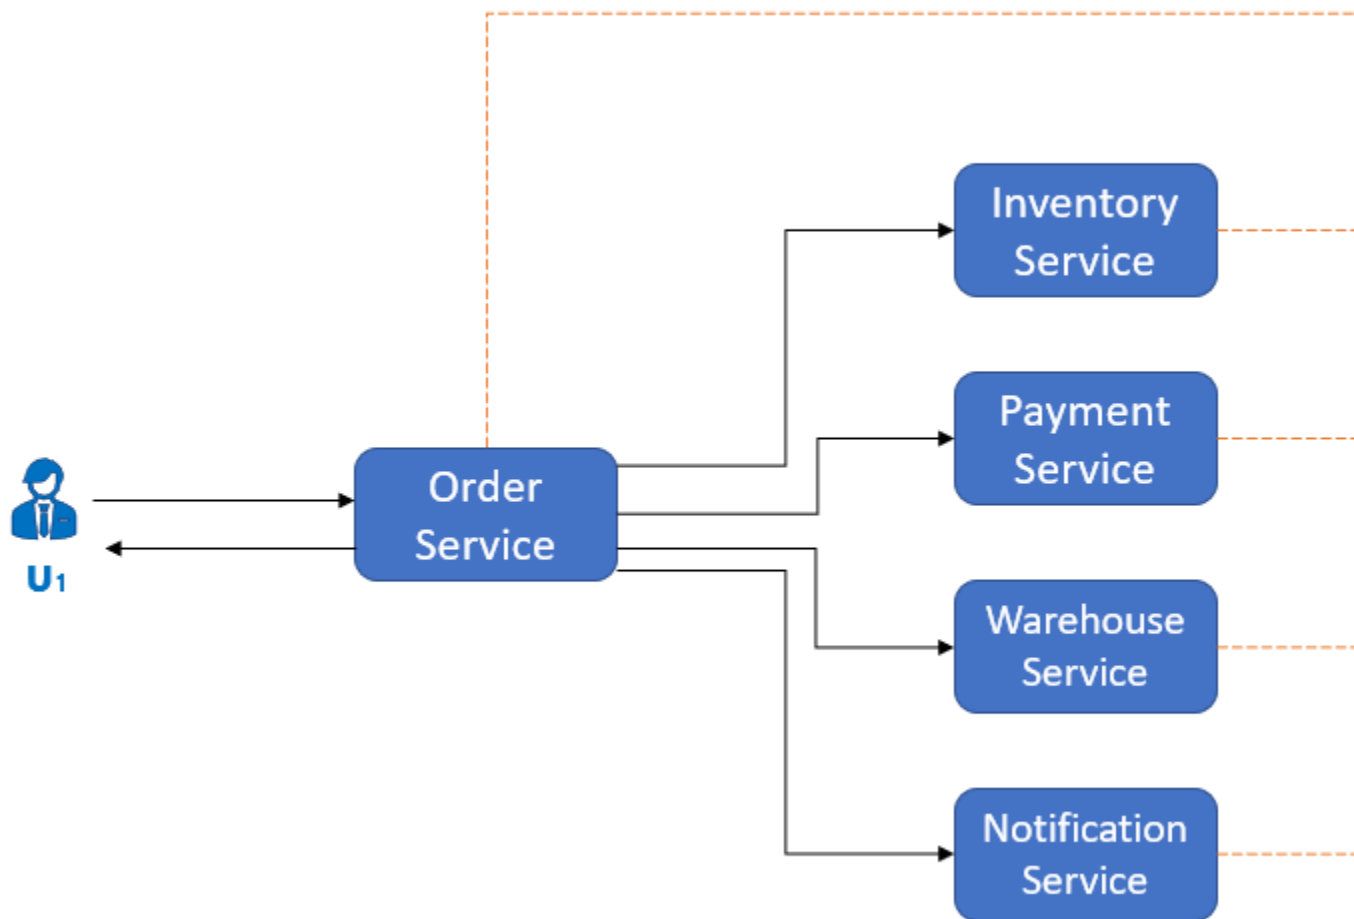 Inventory
Service
Payment
Service
Order
Service
U1
Warehouse
Service
Notification
Service